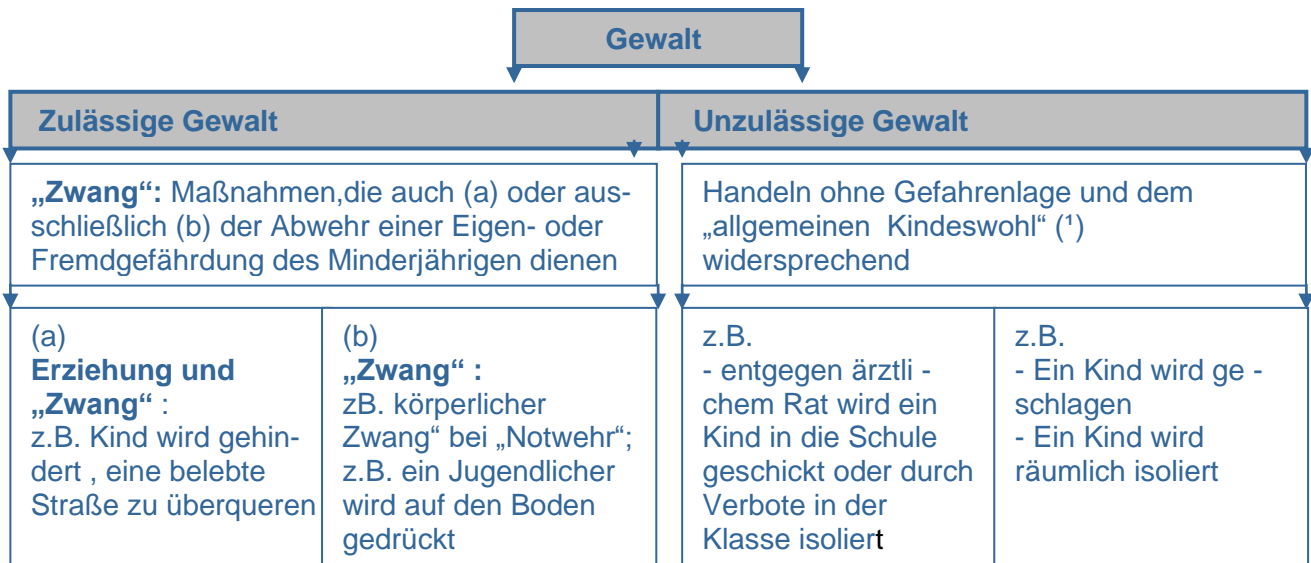 Gewalt
Zulässige Gewalt
Unzulässige Gewalt
„Zwang“: Maßnahmen,die auch (a) oder aus-
schließlich (b) der Abwehr einer Eigen- oder
Fremdgefährdung des Minderjährigen dienen
Handeln ohne Gefahrenlage und dem
„allgemeinen Kindeswohl“ (¹)
widersprechend
(a)
Erziehung und
„Zwang“ :
z.B. Kind wird gehin-
dert , eine belebte
Straße zu überqueren
(b)
„Zwang“ :
zB. körperlicher
Zwang“ bei „Notwehr“;
z.B. ein Jugendlicher
wird auf den Boden
gedrückt
z.B.
- entgegen ärztli -
chem Rat wird ein
Kind in die Schule
geschickt oder durch
Verbote in der
Klasse isoliert
z.B.
- Ein Kind wird ge -
schlagen
- Ein Kind wird
räumlich isoliert